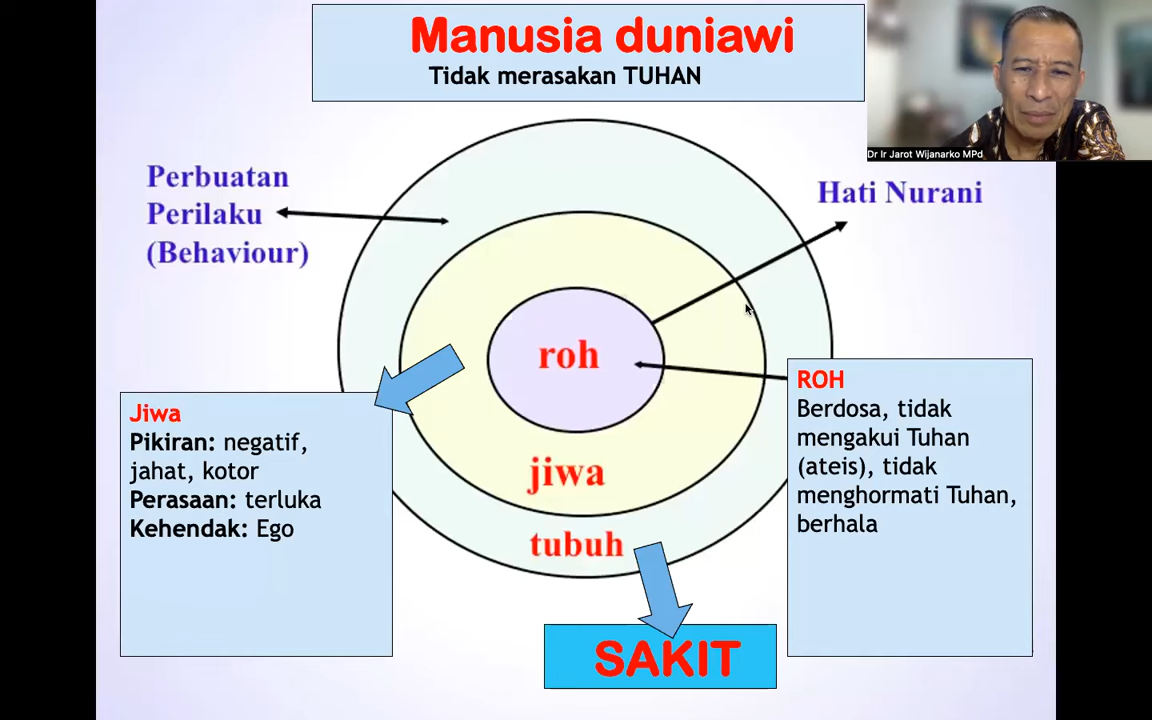 Manusia duniawi
Tidak merasakan TUHAN
Dr Ir Jarot Wijanarko MPd
Perbuatan
Perilaku
(Behaviour)
Hati Nurani
roh
jiwa
tubuh
Jiwa
Pikiran: negatif,
jahat, kotor
Perasaan: terluka
Kehendak: Ego
ROH
Berdosa, tidak
mengakui Tuhan
(ateis), tidak
menghormati Tuhan,
berhala
SAKIT